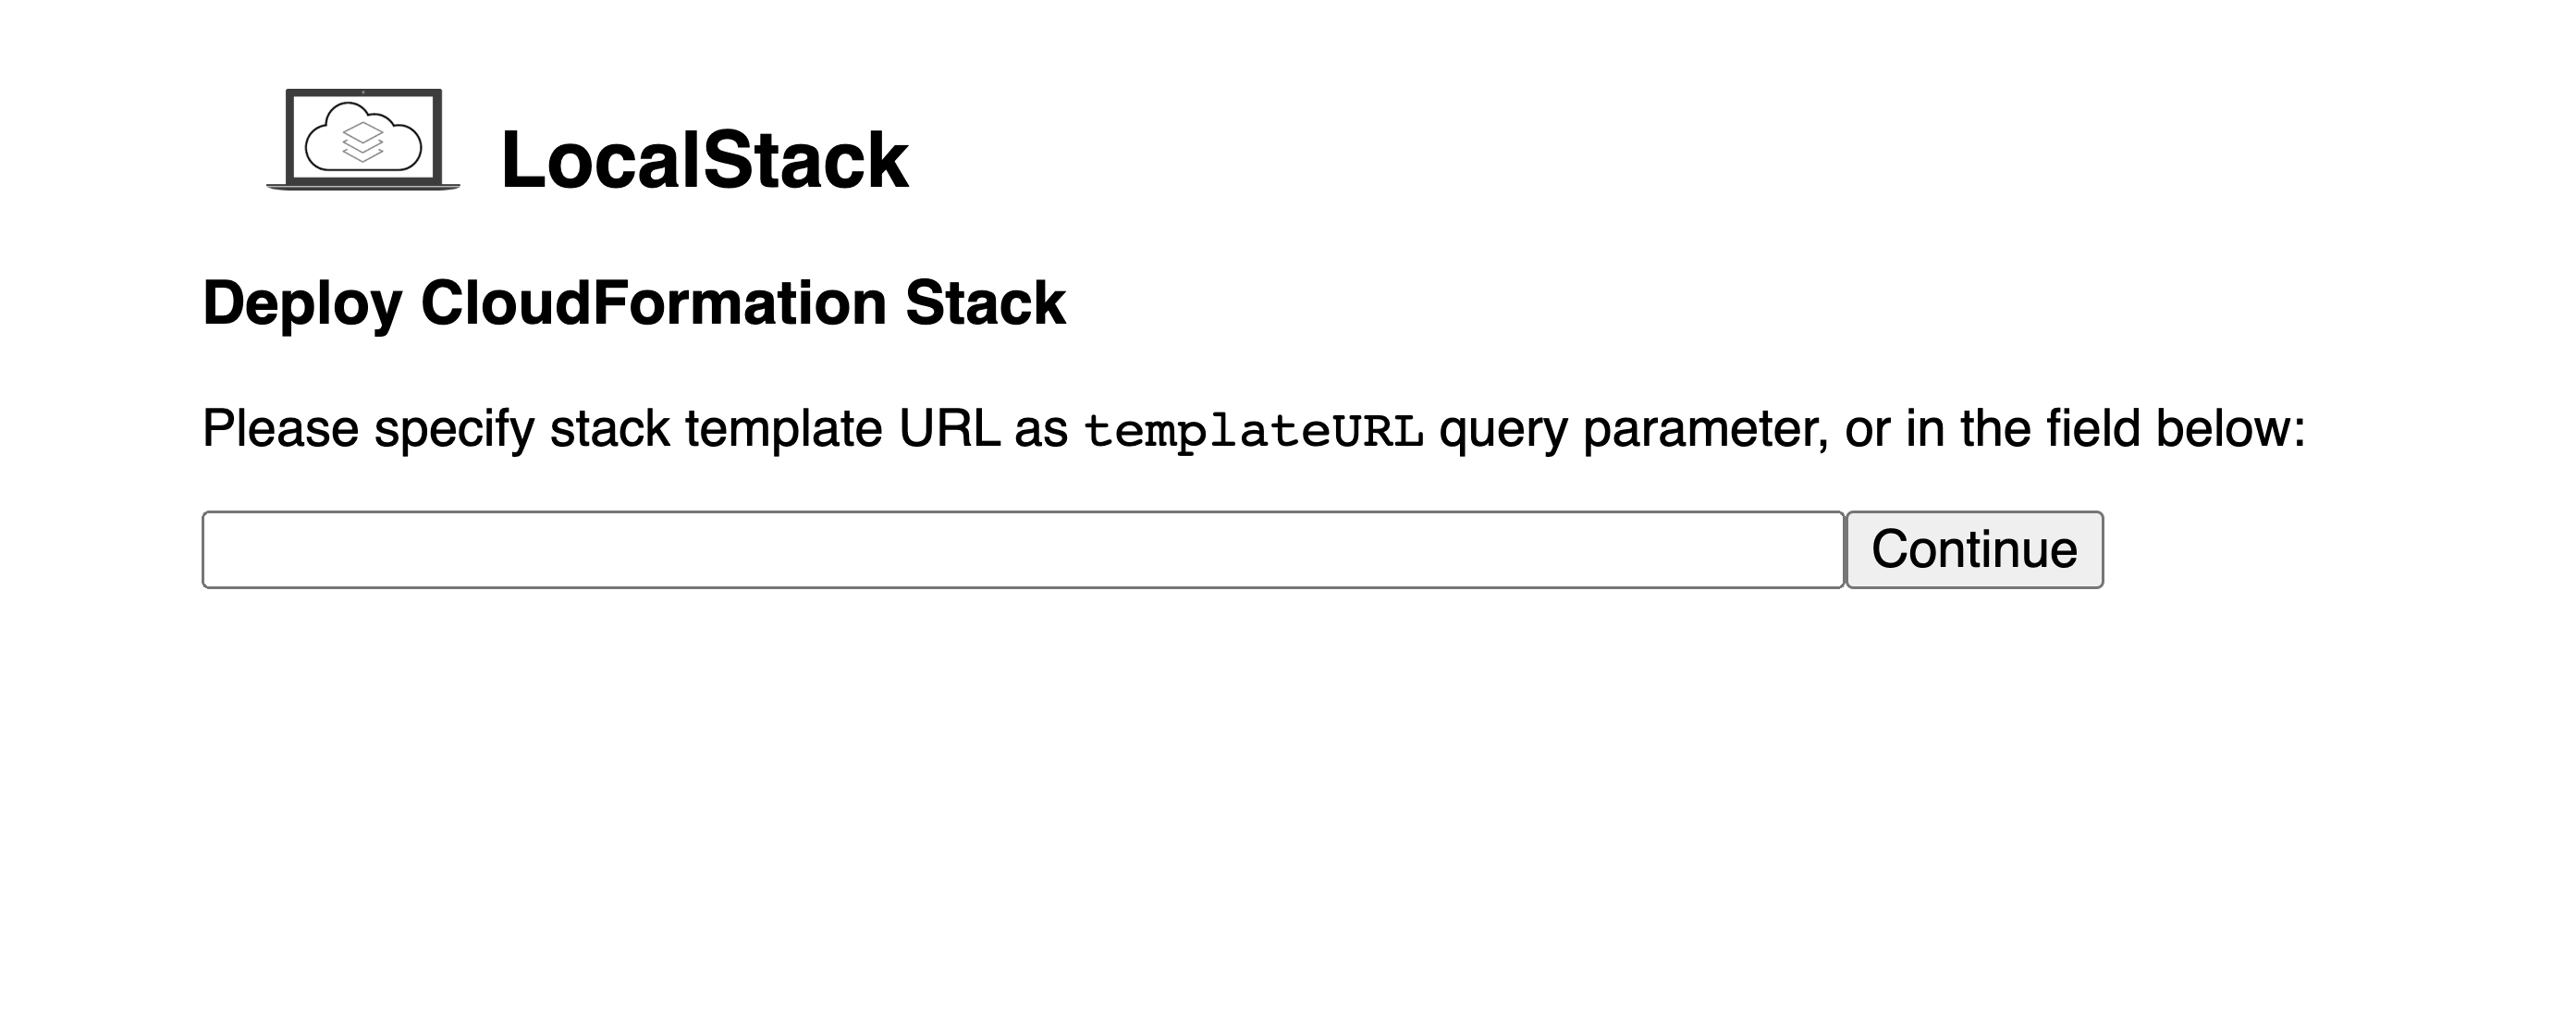 LocalStack
Deploy CloudFormation Stack
Please specify stack template URL as templateURL query parameter, or in the field below:
Continue